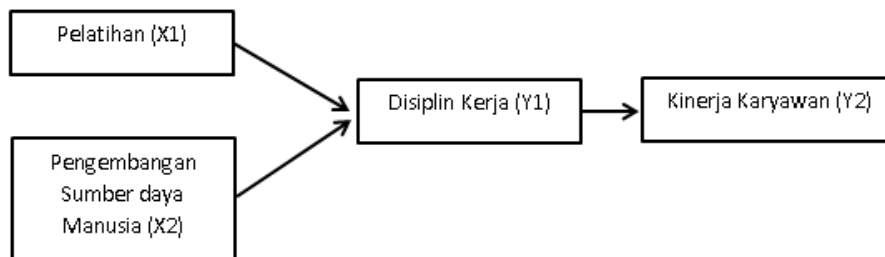 Pelatihan (X1)
Disiplin Kerja (Y1)
Kinerja Karyawan (Y2)
Pengembangan
Sumber daya
Manusia (X2)